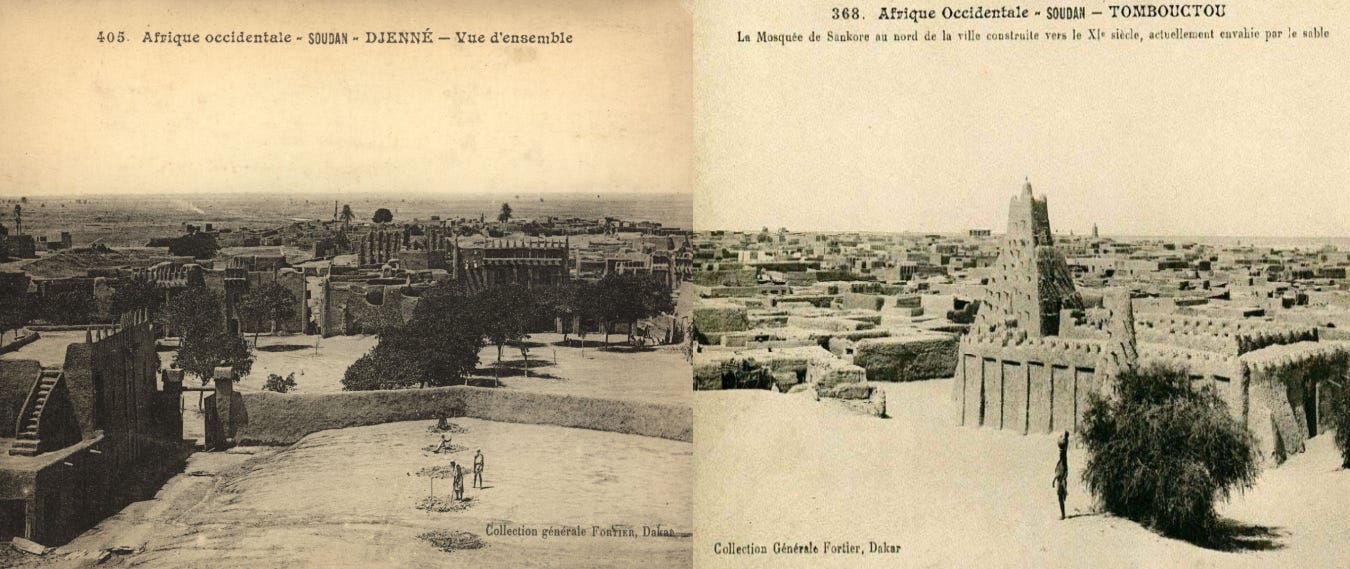 405. Afrique occidentale - SOUDAN - DJENNÉ — Vue d'ensemble
Collection générale FORTIER, Dakar
368. Afrique Occidentale - SOUDAN — TOMBOUCTOU
La Mosquée de Sankore au nord de la ville construite vers le XIe siècle, actuellement envahie par le sable
Collection Générale Fortier, Dakar